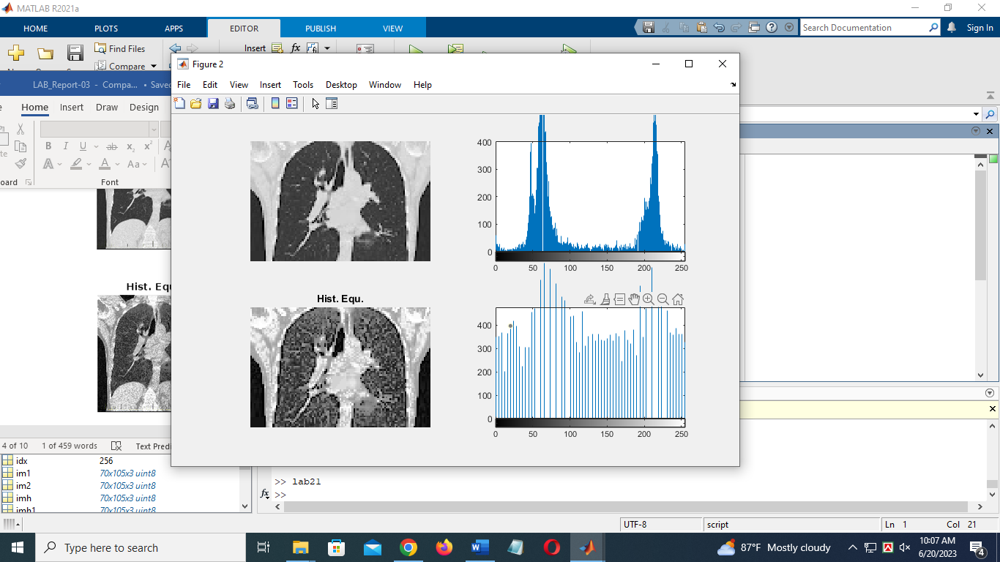 MATLAB R2021a
HOME PLOTS APPS EDITOR PUBLISH VIEW Search Documentation Sign In
Find Files Insert fx
Compare
LAB_Report-03 - Compa... • Saved
Home Insert Draw Design
B I U ab x₂ x²
A A Aa
Font
Hist. Equ
4 of 10 1 of 459 words Text Predi
idx 256
im1 70x105x3 uint8
im2 70x105x3 uint8
imh 70x105x3 uint8
imh1 70x105x3 uint8
Figure 2
File Edit View Insert Tools Desktop Window Help
400
300
200
100
0
0 50 100 150 200 250
Hist. Equ.
400
300
200
100
0
0 50 100 150 200 250
>> lab21
fx >>
UTF-8 script Ln 1 Col 21
Type here to search
87°F Mostly cloudy
10:07 AM
6/20/2023
4